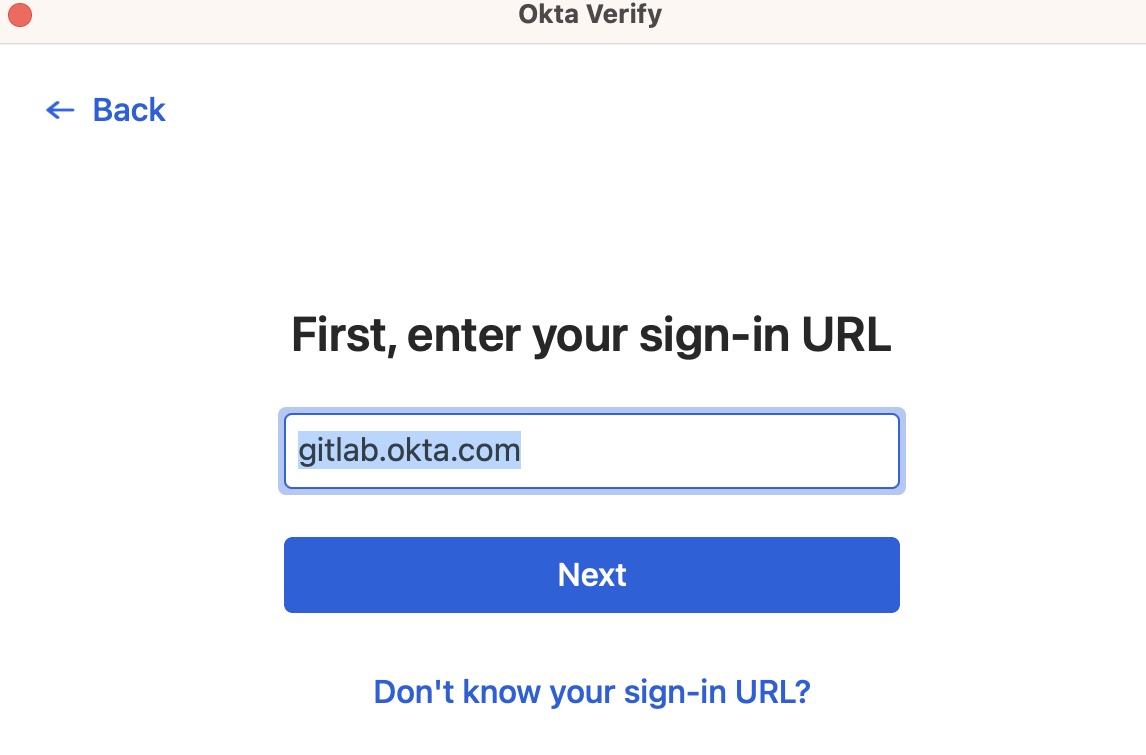 Okta Verify
← Back
First, enter your sign-in URL
gitlab.okta.com
Next
Don't know your sign-in URL?